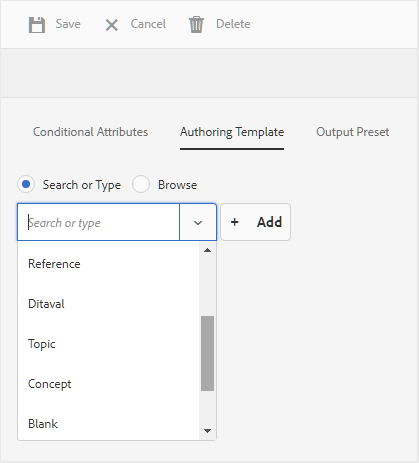 Save Cancel Delete
Conditional Attributes Authoring Template Output Preset
Search or Type Browse
Search or type + Add
Reference
Ditaval
Topic
Concept
Blank